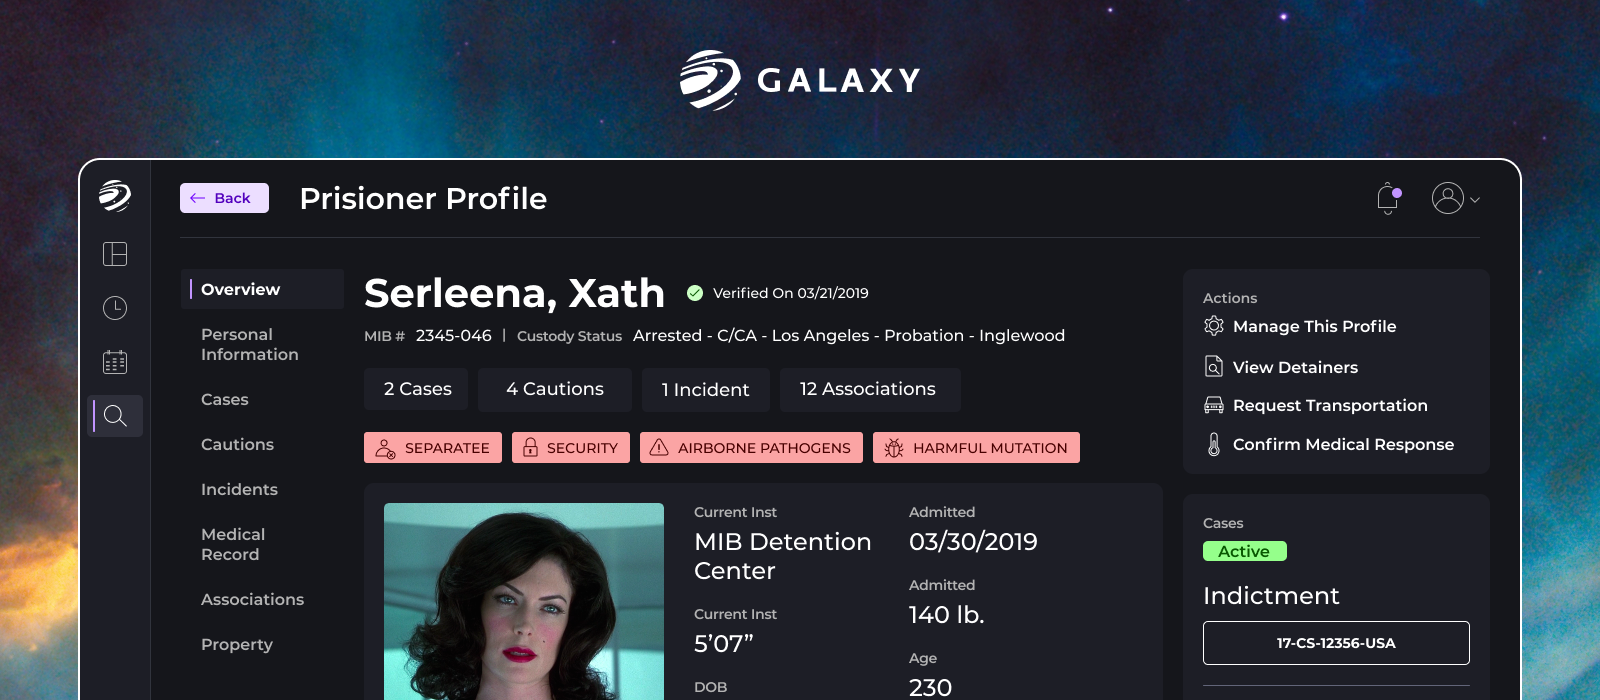 GALAXY
Back
Prisioner Profile
Overview
Personal
Information
Cases
Cautions
Incidents
Medical
Record
Associations
Property
Serleena, Xath
Verified On 03/21/2019
MIB # 2345-046 | Custody Status Arrested - C/CA - Los Angeles - Probation - Inglewood
2 Cases
4 Cautions
1 Incident
12 Associations
SEPARATEE
SECURITY
AIRBORNE PATHOGENS
HARMFUL MUTATION
Current Inst
MIB Detention
Center
Current Inst
5’07”
DOB
Admitted
03/30/2019
Admitted
140 lb.
Age
230
Actions
Manage This Profile
View Detainers
Request Transportation
Confirm Medical Response
Cases
Active
Indictment
17-CS-12356-USA